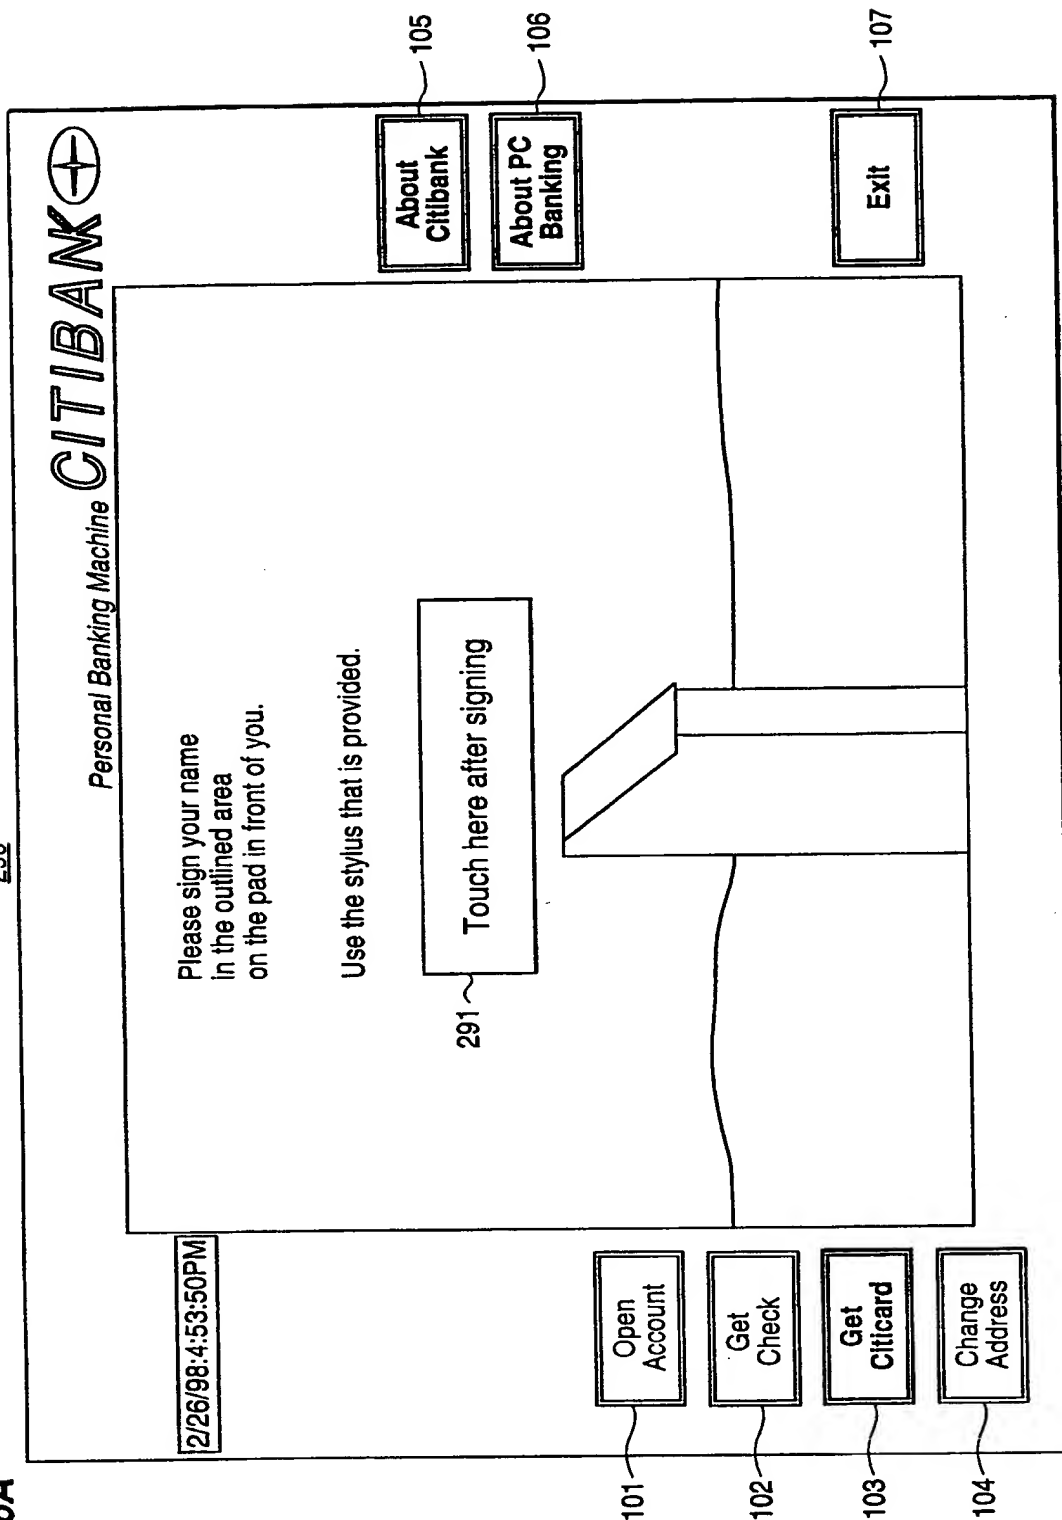 Personal Banking Machine CITIBANK
2/26/98:4:53:50PM
Please sign your name
in the outlined area
on the pad in front of you.
Use the stylus that is provided.
291
Touch here after signing
About
Citibank
105
About PC
Banking
106
Exit
107
101
Open
Account
102
Get
Check
103
Get
Citicard
104
Change
Address